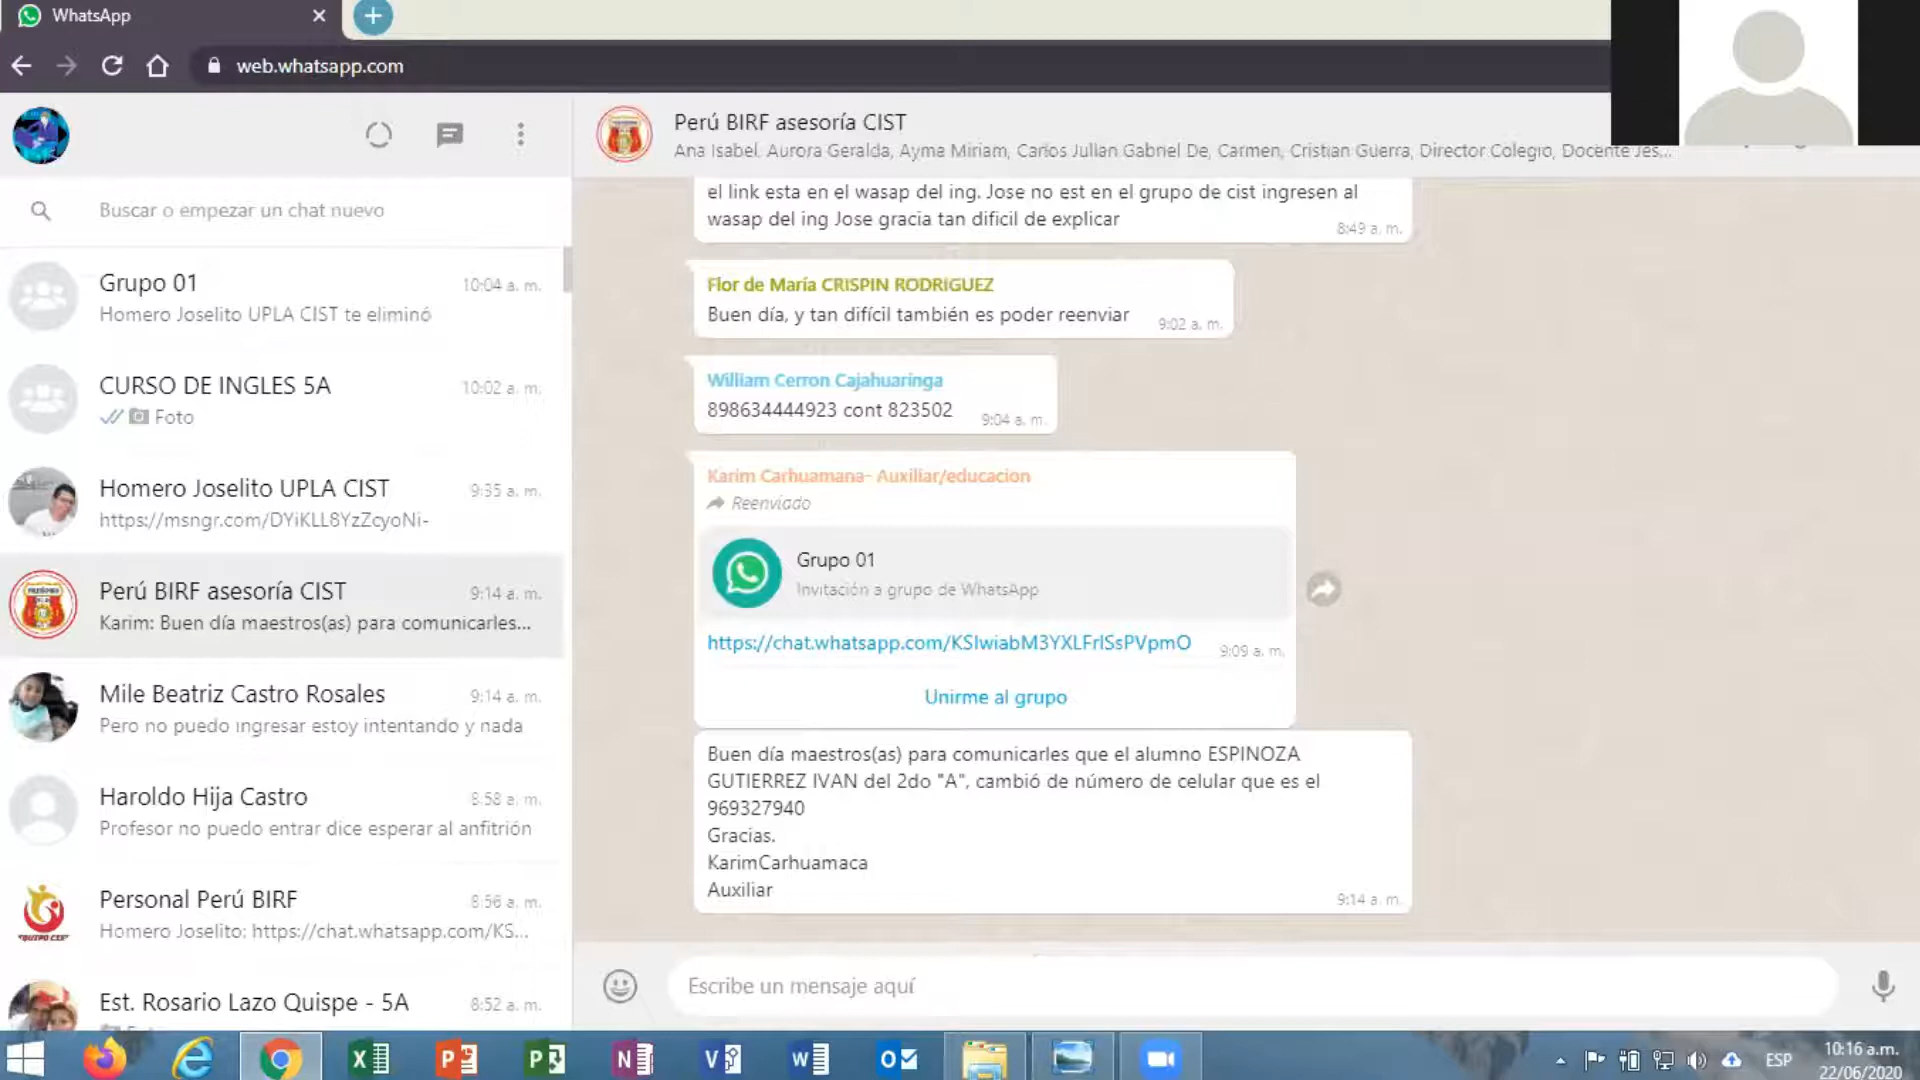 WhatsApp
web.whatsapp.com
Perú BIRF asesoría CIST
Ana Isabel, Aurora Geralda, Ayma Miriam, Carlos Julian Gabriel De, Carmen, Cristian Guerra, Director Colegio, Docente Jes...
Buscar o empezar un chat nuevo
Grupo 01
10:04 a. m.
Homero Joselito UPLA CIST te eliminó
CURSO DE INGLES 5A
10:02 a. m.
Foto
Homero Joselito UPLA CIST
9:35 a. m.
https://msngr.com/DYiKLL8YzZcyoNi-
Perú BIRF asesoría CIST
9:14 a. m.
Karim: Buen día maestros(as) para comunicarles...
Mile Beatriz Castro Rosales
9:14 a. m.
Pero no puedo ingresar estoy intentando y nada
Haroldo Hija Castro
8:58 a. m.
Profesor no puedo entrar dice esperar al anfitrión
Personal Perú BIRF
8:56 a. m.
Homero Joselito: https://chat.whatsapp.com/KS...
Est. Rosario Lazo Quispe - 5A
8:52 a. m.
el link esta en el wasap del ing. Jose no est en el grupo de cist ingresen al
wasap del ing Jose gracia tan dificil de explicar
8:49 a. m.
Flor de María CRISPIN RODRIGUEZ
Buen día, y tan difícil también es poder reenviar
9:02 a. m.
William Cerron Cajahuaringa
898634444923 cont 823502
9:04 a. m.
Karim Carhuamana- Auxiliar/educacion
Reenviado
Grupo 01
Invitación a grupo de WhatsApp
https://chat.whatsapp.com/KSIwiabM3YXLFrISsPVpmO
9:09 a. m.
Unirme al grupo
Buen día maestros(as) para comunicarles que el alumno ESPINOZA
GUTIERREZ IVAN del 2do "A", cambió de número de celular que es el
969327940
Gracias.
KarimCarhuamaca
Auxiliar
9:14 a. m.
Escribe un mensaje aquí
ESP
10:16 a.m.
22/06/2020